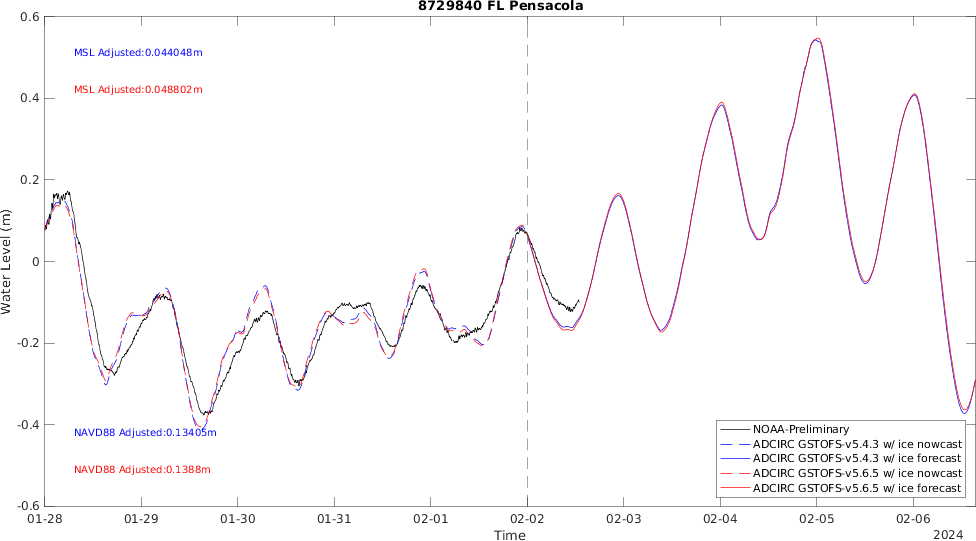 8729840 FL Pensacola
0.6
MSL Adjusted:0.044048m
MSL Adjusted:0.048802m
0.4
0.2
0
-0.2
-0.4
-0.6
Water Level (m)
NAVD88 Adjusted:0.13405m
NAVD88 Adjusted:0.1388m
NOAA-Preliminary
ADCIRC GSTOFS-v5.4.3 w/ ice nowcast
ADCIRC GSTOFS-v5.4.3 w/ ice forecast
ADCIRC GSTOFS-v5.6.5 w/ ice nowcast
ADCIRC GSTOFS-v5.6.5 w/ ice forecast
01-28 01-29 01-30 01-31 02-01 02-02 02-03 02-04 02-05 02-06
Time
2024